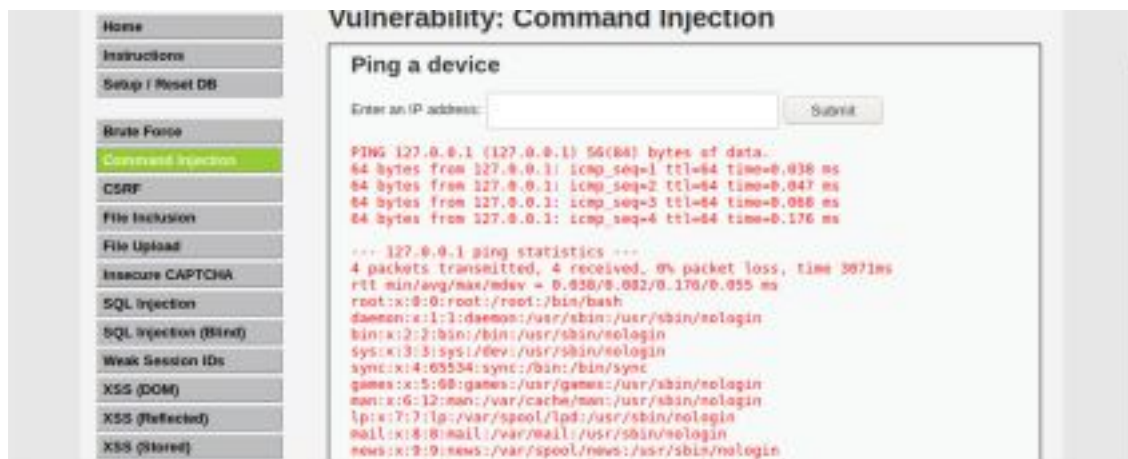 Vulnerability: Command Injection
Home
Instructions
Setup / Reset DB
Brute Force
Command Injection
CSRF
File Inclusion
File Upload
Insecure CAPTCHA
SQL Injection
SQL Injection (Blind)
Weak Session IDs
XSS (DOM)
XSS (Reflected)
XSS (Stored)
Ping a device
Enter an IP address:
Submit
PING 127.0.0.1 (127.0.0.1) 56(84) bytes of data.
64 bytes from 127.0.0.1: icmp_seq=1 ttl=64 time=0.038 ms
64 bytes from 127.0.0.1: icmp_seq=2 ttl=64 time=0.047 ms
64 bytes from 127.0.0.1: icmp_seq=3 ttl=64 time=0.068 ms
64 bytes from 127.0.0.1: icmp_seq=4 ttl=64 time=0.176 ms
--- 127.0.0.1 ping statistics ---
4 packets transmitted, 4 received, 0% packet loss, time 3071ms
rtt min/avg/max/mdev = 0.038/0.082/0.176/0.055 ms
root:x:0:0:root:/root:/bin/bash
daemon:x:1:1:daemon:/usr/sbin:/usr/sbin/nologin
bin:x:2:2:bin:/bin:/usr/sbin/nologin
sys:x:3:3:sys:/dev:/usr/sbin/nologin
sync:x:4:65534:sync:/bin:/bin/sync
games:x:5:60:games:/usr/games:/usr/sbin/nologin
man:x:6:12:man:/var/cache/man:/usr/sbin/nologin
lp:x:7:7:lp:/var/spool/lpd:/usr/sbin/nologin
mail:x:8:8:mail:/var/mail:/usr/sbin/nologin
news:x:9:9:news:/var/spool/news:/usr/sbin/nologin